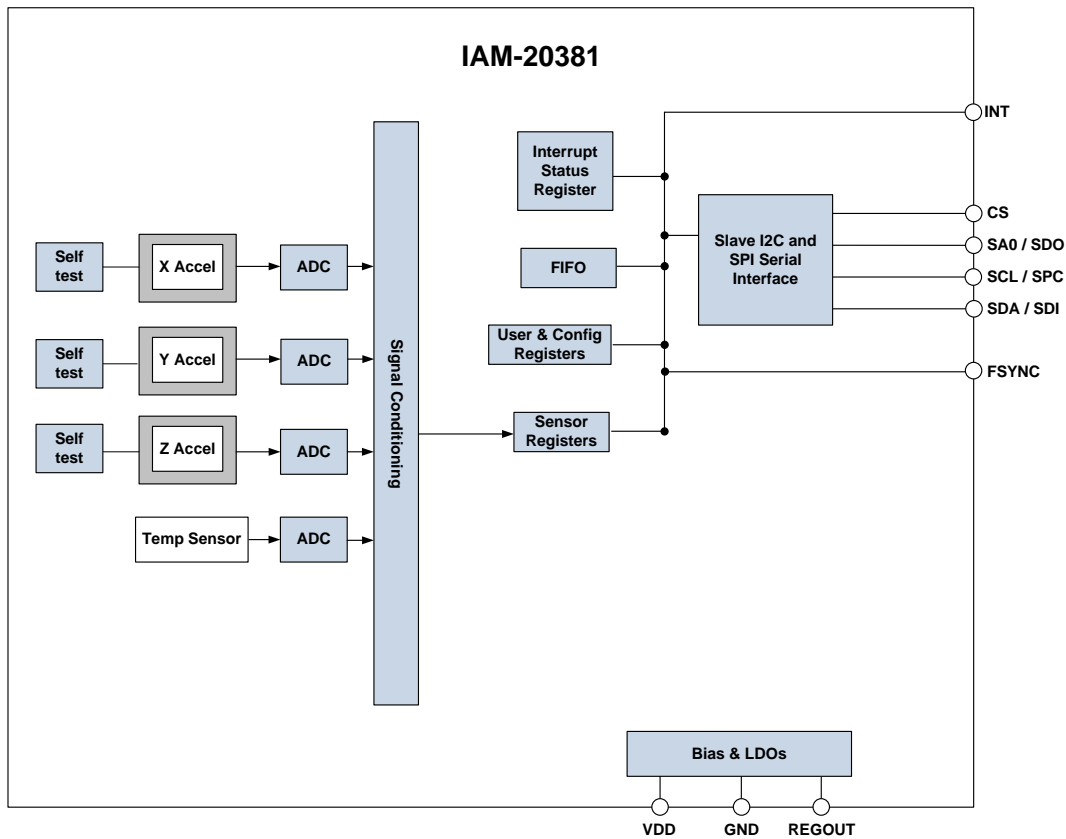 IAM-20381
INT
Interrupt
Status
Register
CS
Slave I2C and
SPI Serial
Interface
SA0 / SDO
Self
test
X Accel
ADC
FIFO
SCL / SPC
SDA / SDI
User & Config
Registers
Self
test
Y Accel
ADC
FSYNC
Signal Conditioning
Sensor
Registers
Self
test
Z Accel
ADC
Temp Sensor
ADC
Bias & LDOs
VDD
GND
REGOUT